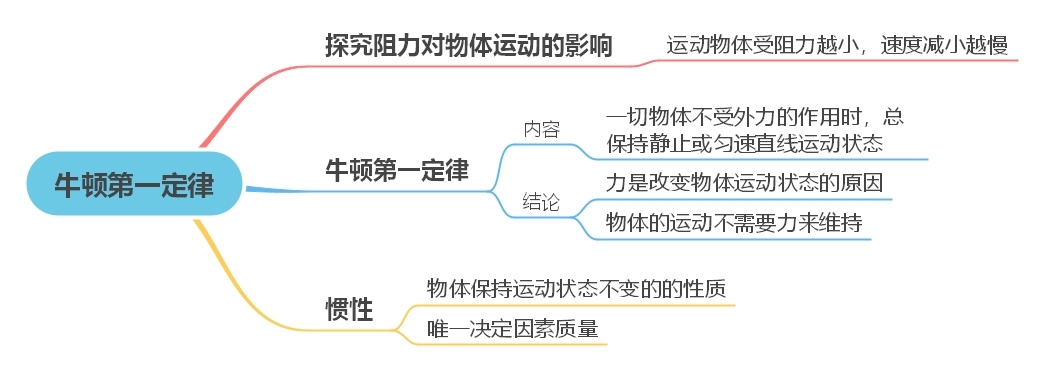 牛顿第一定律
探究阻力对物体运动的影响
运动物体受阻力越小，速度减小越慢
牛顿第一定律
内容
一切物体不受外力的作用时，总
保持静止或匀速直线运动状态
结论
力是改变物体运动状态的原因
物体的运动不需要力来维持
惯性
物体保持运动状态不变的的性质
唯一决定因素质量